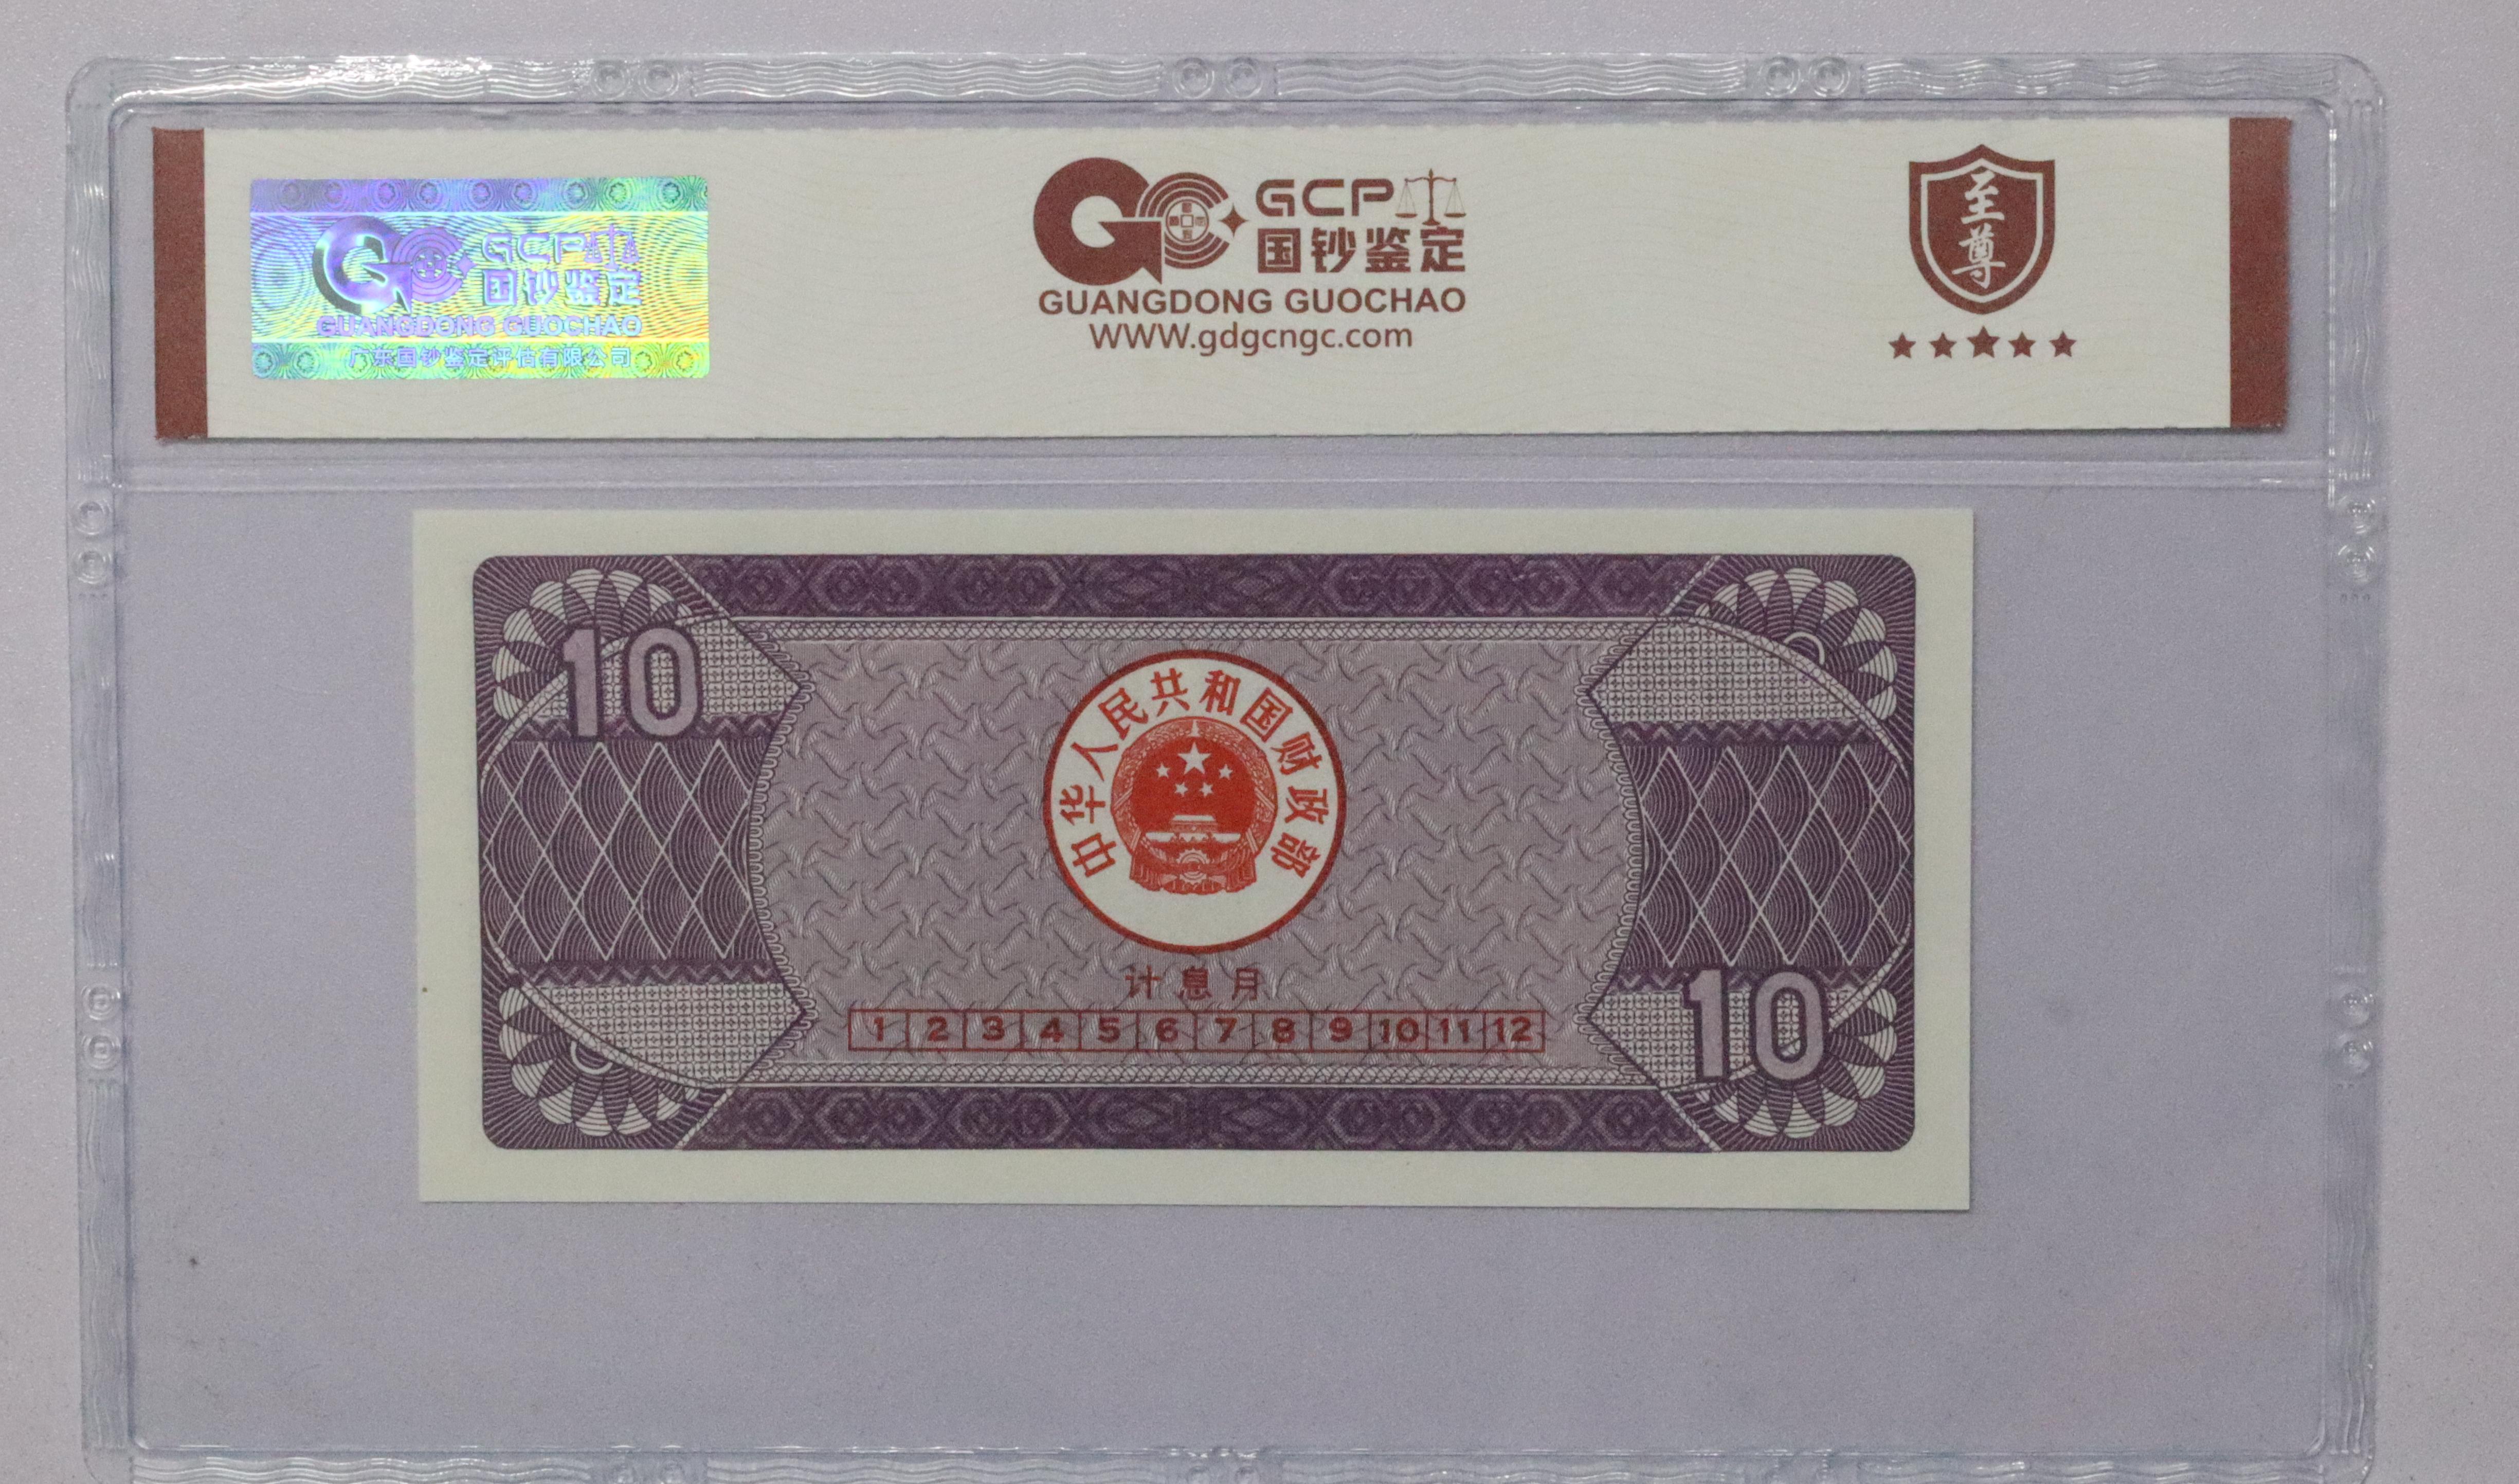 GCP
国钞鉴定
GUANGDONG GUOCHAO
广东国钞鉴定评估有限公司
GCP
国钞鉴定
GUANGDONG GUOCHAO
WWW.gdgcngc.com
至尊
10
中华人民共和国财政部
计息月
1 2 3 4 5 6 7 8 9 10 11 12
10